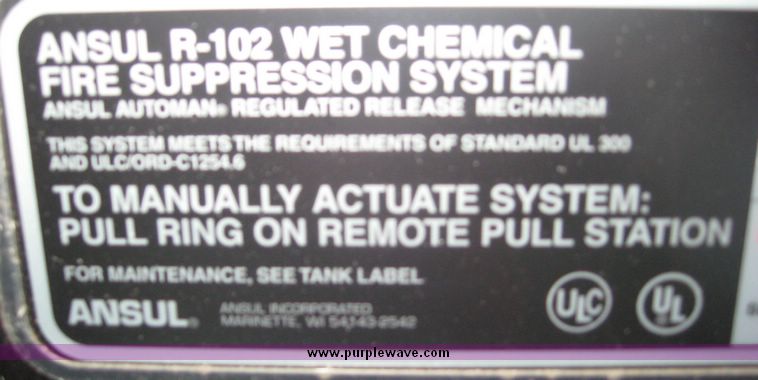 ANSUL R-102 WET CHEMICAL
FIRE SUPPRESSION SYSTEM
ANSUL AUTOMAN® REGULATED RELEASE MECHANISM
THIS SYSTEM MEETS THE REQUIREMENTS OF STANDARD UL 300
AND ULC/ORD-C1254.6
TO MANUALLY ACTUATE SYSTEM:
PULL RING ON REMOTE PULL STATION
FOR MAINTENANCE, SEE TANK LABEL
ANSUL®
ANSUL INCORPORATED
MARINETTE, WI 54143-2542
ULC
UL
www.purplewave.com